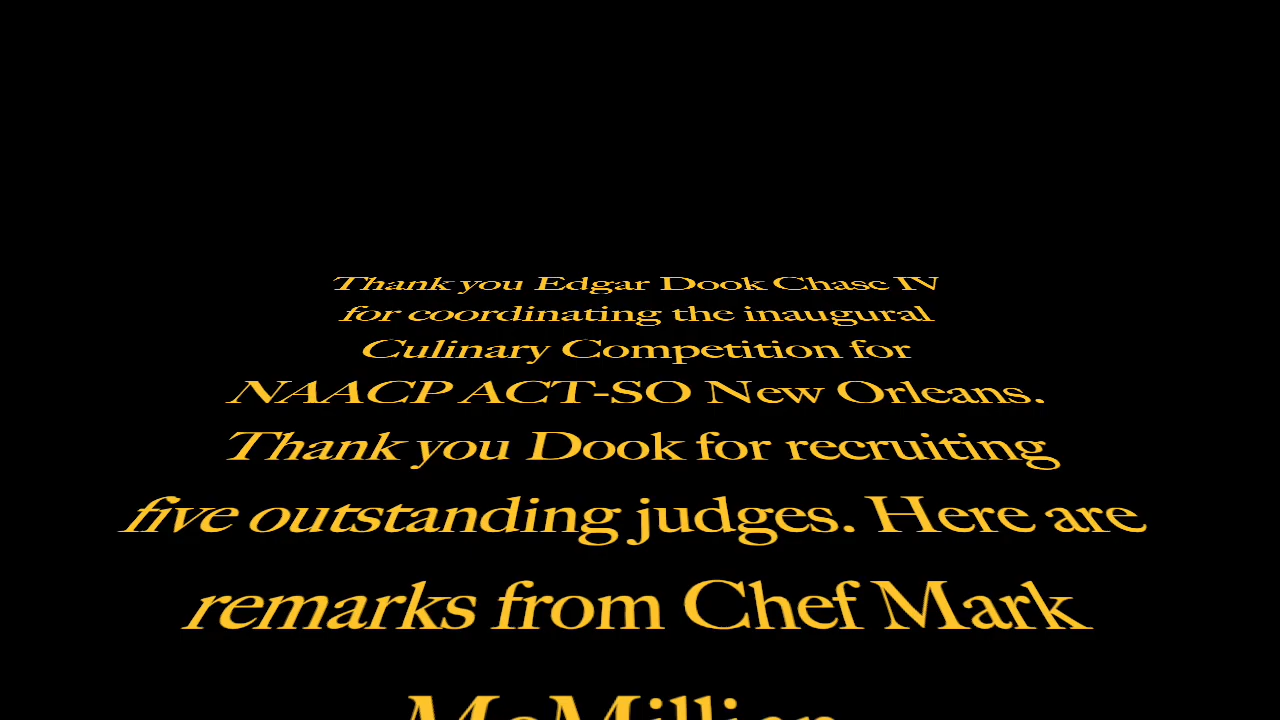 Thank you Edgar Dook Chase IV
for coordinating the inaugural
Culinary Competition for
NAACP ACT-SO New Orleans.
Thank you Dook for recruiting
five outstanding judges. Here are
remarks from Chef Mark
McMillian